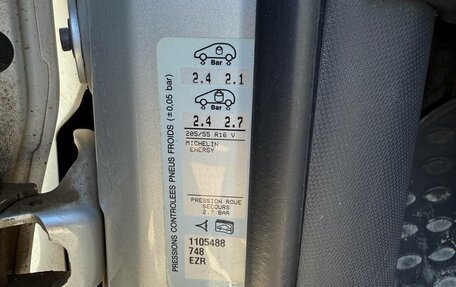 PRESSIONS CONTROLEES PNEUS FROIDS (±0,05 bar)
Bar
2.4 2.1
Bar
2.4 2.7
205/55 R16 V
MICHELIN
ENERGY
PRESSION ROUE
SECOURS
2.7 BAR
1105488
748
EZR